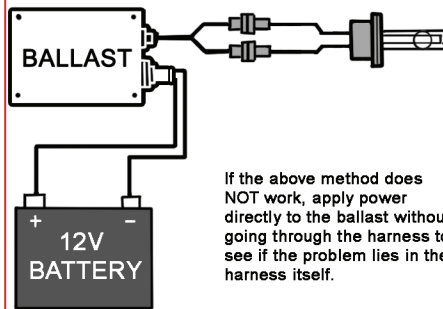 BALLAST
+ -
12V
BATTERY
If the above method does
NOT work, apply power
directly to the ballast withou
going through the harness to
see if the problem lies in the
harness itself.